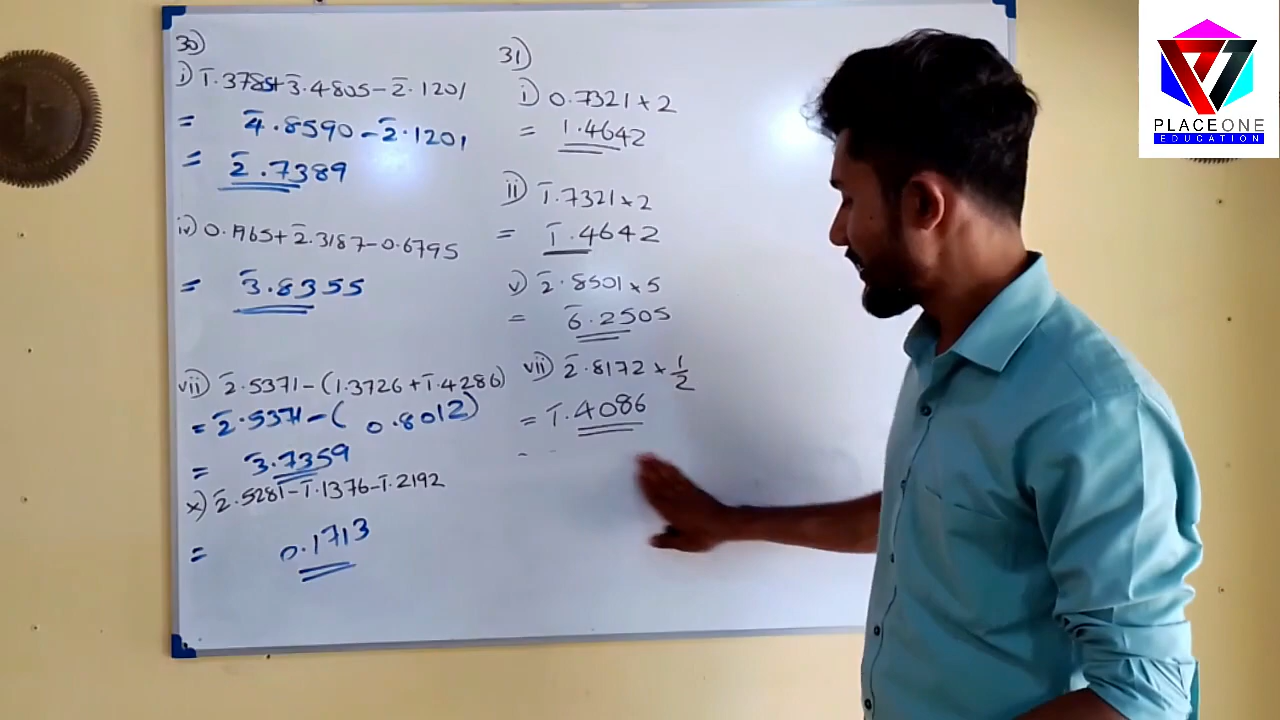 30)
i) 1̅.3785+3̅.4805-2̅.1201
= 4̅.8590-2̅.1201
= 2̅.7389
iv) 0.1965+2̅.3187-0.6795
= 3̅.8355
vii) 2̅.5371-(1.3726+1̅.4286)
= 2̅.5371-( 0.8012)
= 3̅.7359
x) 2̅.5281-1̅.1376-1̅.2192
= 0.1713
31)
i) 0.7321×2
= 1.4642
ii) 1̅.7321×2
= 1̅.4642
v) 2̅.8501×5
= 6̅.2505
vii) 2̅.8172×1/2
= 1̅.4086
PLACEONE
EDUCATION